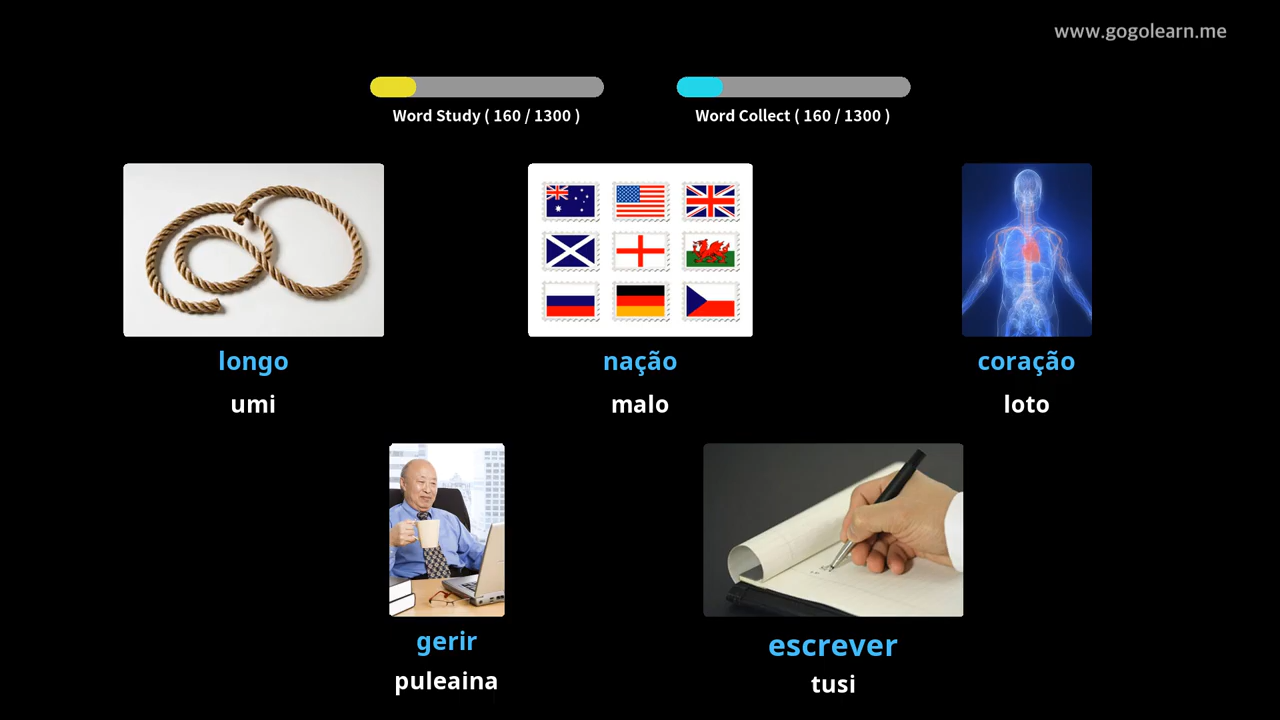 www.gogolearn.me
Word Study ( 160 / 1300 )
Word Collect ( 160 / 1300 )
longo
umi
nação
malo
coração
loto
gerir
puleaina
escrever
tusi